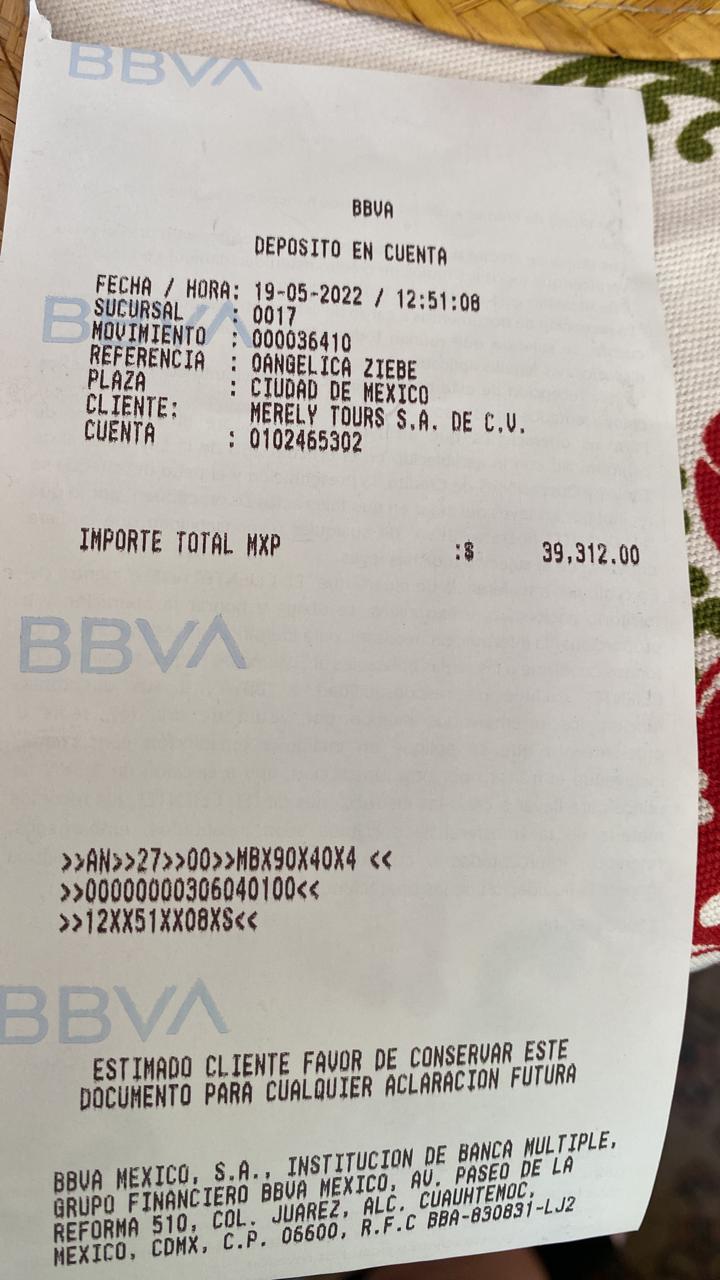 BBVA
BBVA
DEPOSITO EN CUENTA
FECHA / HORA: 19-05-2022 / 12:51:08
SUCURSAL : 0017
BBVA
MOVIMIENTO : 000036410
REFERENCIA : OANGELICA ZIEBE
PLAZA : CIUDAD DE MEXICO
CLIENTE: MERELY TOURS S.A. DE C.V.
CUENTA : 0102465302
IMPORTE TOTAL MXP :$ 39,312.00
BBVA
>>AN>>27>>00>>MBX90X40X4 <<
>>00000000306040100<<
>>12XX51XX08XS<<
BBVA
ESTIMADO CLIENTE FAVOR DE CONSERVAR ESTE
DOCUMENTO PARA CUALQUIER ACLARACION FUTURA
BBVA MEXICO, S.A., INSTITUCION DE BANCA MULTIPLE,
GRUPO FINANCIERO BBVA MEXICO, AV. PASEO DE LA
REFORMA 510, COL. JUAREZ, ALC. CUAUHTEMOC,
MEXICO, CDMX, C.P. 06600, R.F.C BBA-830831-LJ2